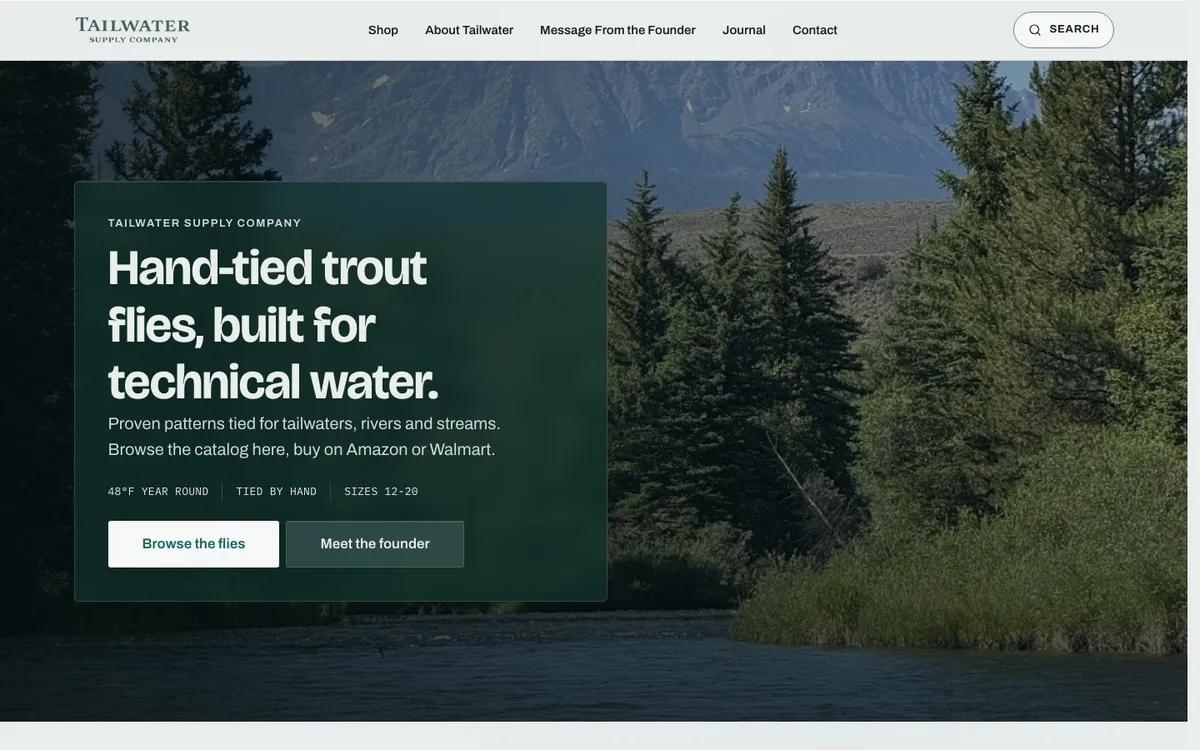 TAILWATER
SUPPLY COMPANY
Shop
About Tailwater
Message From the Founder
Journal
Contact
SEARCH
TAILWATER SUPPLY COMPANY
Hand-tied trout
flies, built for
technical water.
Proven patterns tied for tailwaters, rivers and streams.
Browse the catalog here, buy on Amazon or Walmart.
48°F YEAR ROUND
TIED BY HAND
SIZES 12-20
Browse the flies
Meet the founder